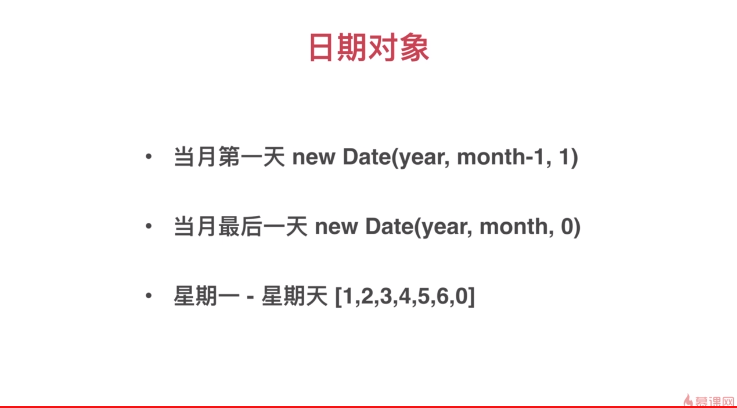 日期对象
• 当月第一天 new Date(year, month-1, 1)
• 当月最后一天 new Date(year, month, 0)
• 星期一 - 星期天 [1,2,3,4,5,6,0]
慕课网